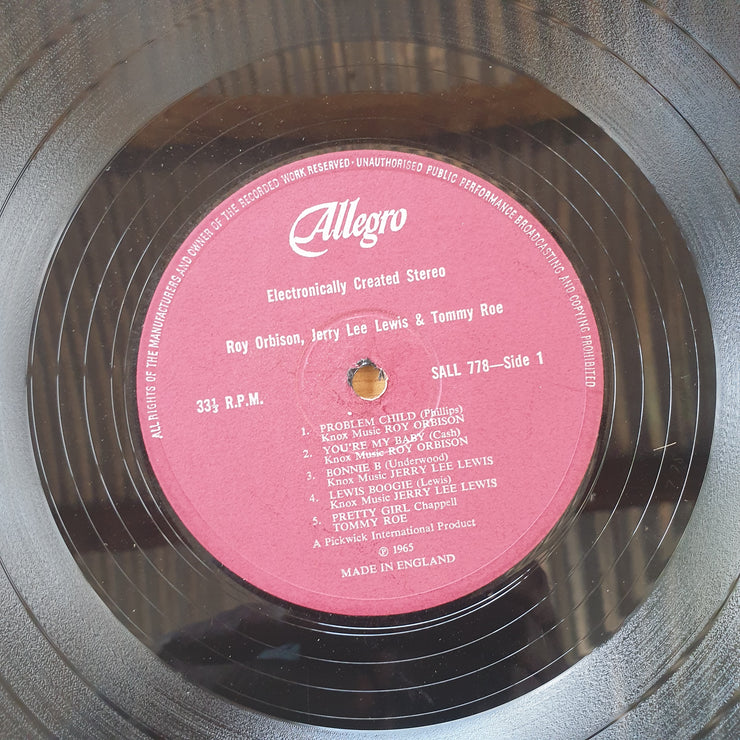 ALL RIGHTS OF THE MANUFACTURERS AND OWNER OF THE RECORDED WORK RESERVED · UNAUTHORISED PUBLIC PERFORMANCE BROADCASTING AND COPYING PROHIBITED
Allegro
Electronically Created Stereo
Roy Orbison, Jerry Lee Lewis & Tommy Roe
33⅓ R.P.M.
SALL 778—Side 1
1. PROBLEM CHILD (Phillips)
Knox Music ROY ORBISON
2. YOU'RE MY BABY (Cash)
Knox Music ROY ORBISON
3. BONNIE B (Underwood)
Knox Music JERRY LEE LEWIS
4. LEWIS BOOGIE (Lewis)
Knox Music JERRY LEE LEWIS
5. PRETTY GIRL Chappell
TOMMY ROE
A Pickwick International Product
℗ 1965
MADE IN ENGLAND